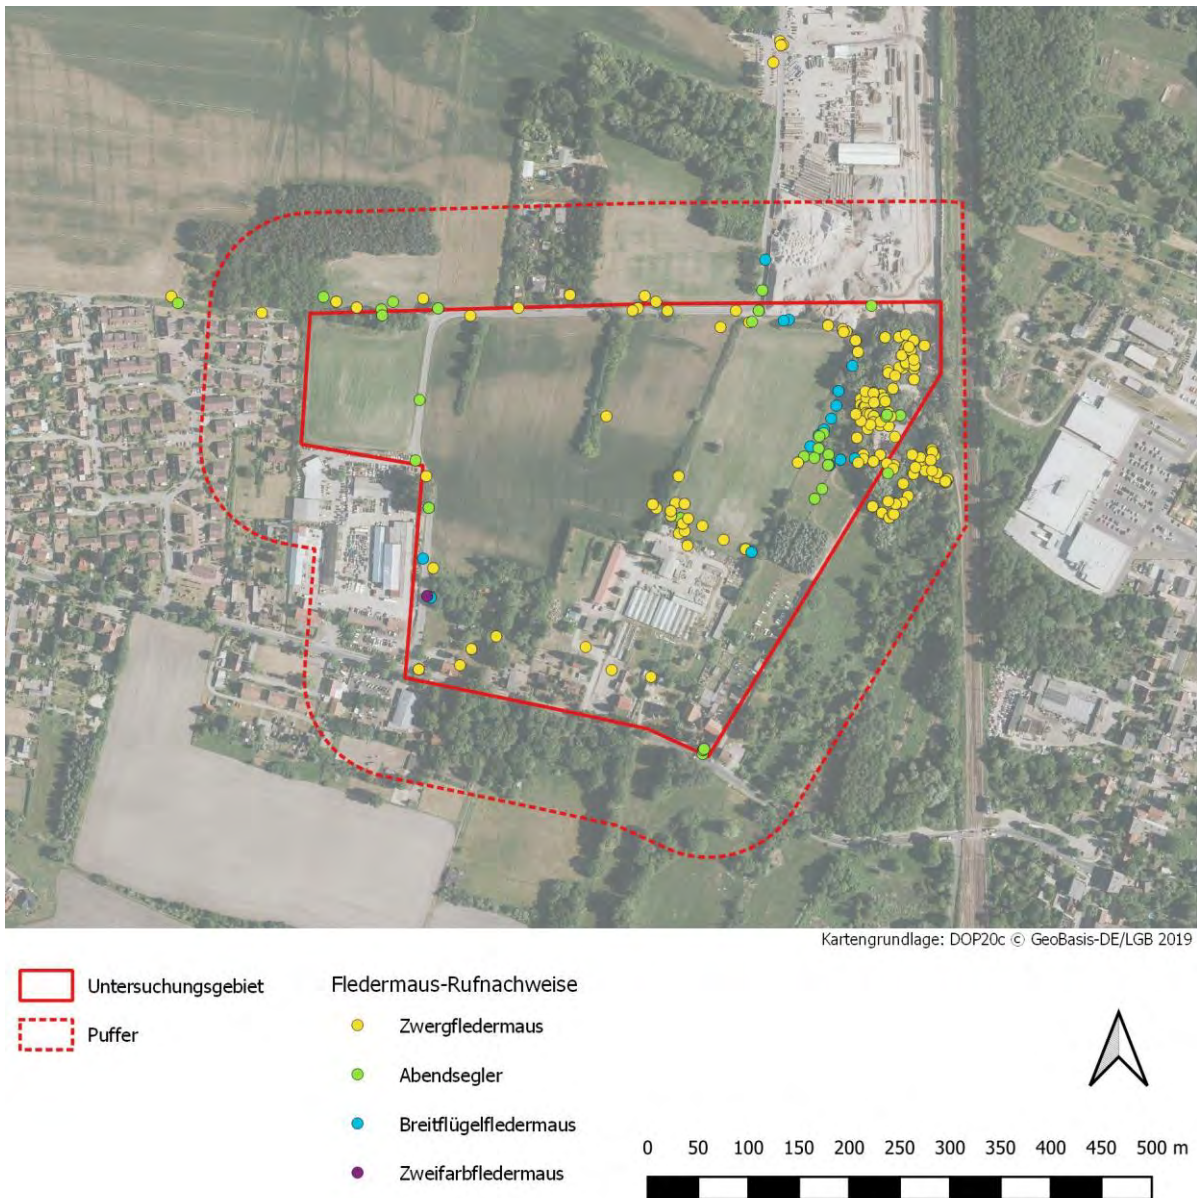 Kartengrundlage: DOP20c © GeoBasis-DE/LGB 2019
Untersuchungsgebiet
Puffer
Fledermaus-Rufnachweise
Zwergfledermaus
Abendsegler
Breitflügelfledermaus
Zweifarbfledermaus
0 50 100 150 200 250 300 350 400 450 500 m